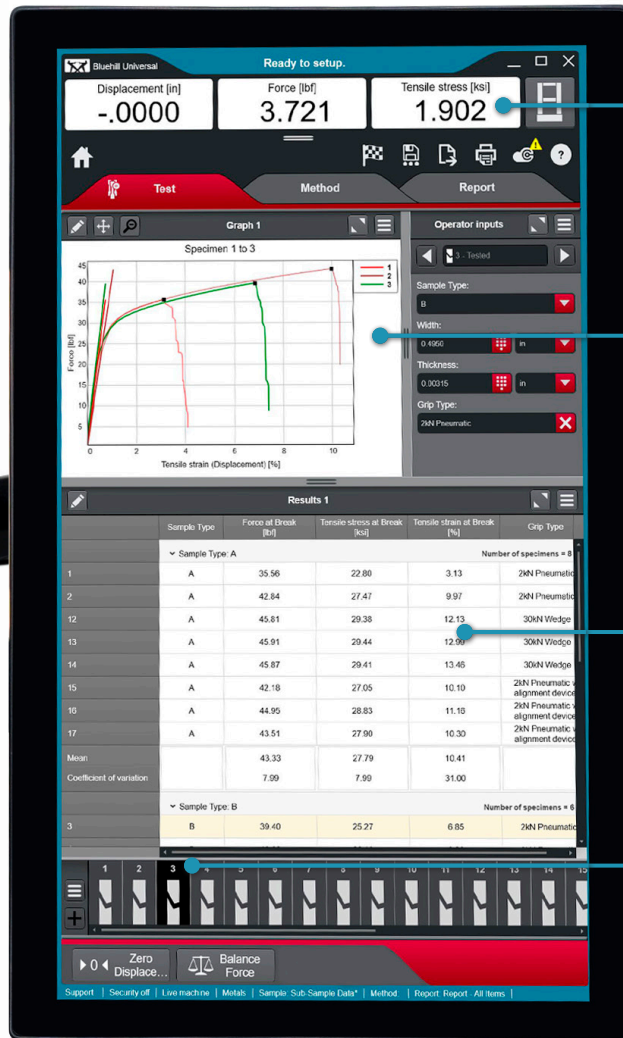 Bluehill Universal
Ready to setup.
Displacement [in]
-.0000
Force [lbf]
3.721
Tensile stress [ksi]
1.902
?
Test
Method
Report
Graph 1
Specimen 1 to 3
45
40
35
30
25
20
15
10
5
Force [lbf]
0 2 4 6 8 10
Tensile strain (Displacement) [%]
1
2
3
Operator inputs
3 - Tested
Sample Type:
B
Width:
0.4950 in
Thickness:
0.00315 in
Grip Type:
2kN Pneumatic
Results 1
Sample Type Force at Break [lbf] Tensile stress at Break [ksi] Tensile strain at Break [%] Grip Type
Sample Type: A Number of specimens = 8
1 A 35.56 22.80 3.13 2kN Pneumatic
2 A 42.84 27.47 9.97 2kN Pneumatic
12 A 45.81 29.38 12.13 30kN Wedge
13 A 45.91 29.44 12.99 30kN Wedge
14 A 45.87 29.41 13.46 30kN Wedge
15 A 42.18 27.05 10.10 2kN Pneumatic w alignment device
16 A 44.95 28.83 11.16 2kN Pneumatic w alignment device
17 A 43.51 27.90 10.30 2kN Pneumatic w alignment device
Mean 43.33 27.79 10.41
Coefficient of variation 7.99 7.99 31.00
Sample Type: B Number of specimens = 6
3 B 39.40 25.27 6.85 2kN Pneumatic
1 2 3 4 5 6 7 8 9 10 11 12 13 14 15
0 Zero Displace...
Balance Force
Support | Security off | Live machine | Metals | Sample: Sub-Sample Data* | Method: | Report: Report - All Items |